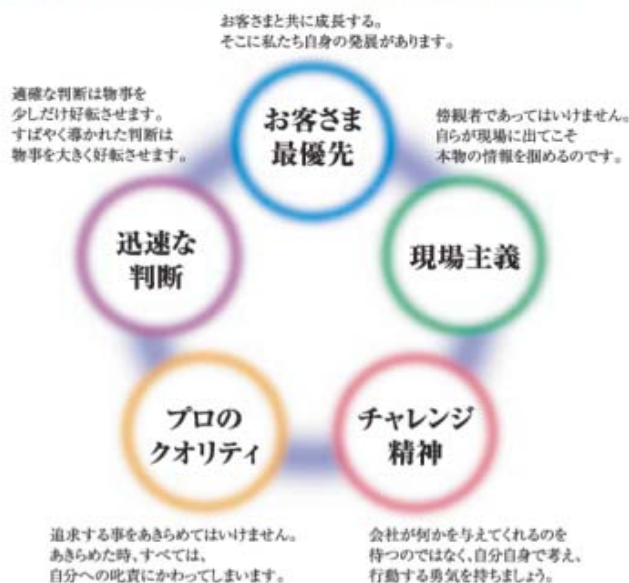 お客さまと共に成長する。
そこに私たち自身の発展があります。
お客さま
最優先
傍観者であってはいけません。
自らが現場に出てこそ
本物の情報を掴めるのです。
現場主義
会社が何かを与えてくれるのを
待つのではなく、自分自身で考え、
行動する勇気を持ちましょう。
チャレンジ
精神
追求する事をあきらめてはいけません。
あきらめた時、すべては、
自分への叱責にかわってしまいます。
プロの
クオリティ
適確な判断は物事を
少しだけ好転させます。
すばやく導かれた判断は
物事を大きく好転させます。
迅速な
判断